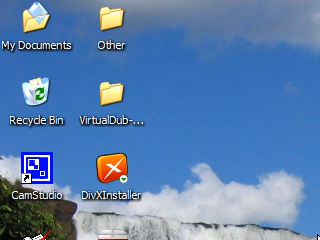 My Documents
Other
Recycle Bin
VirtualDub-...
CamStudio
DivXInstaller